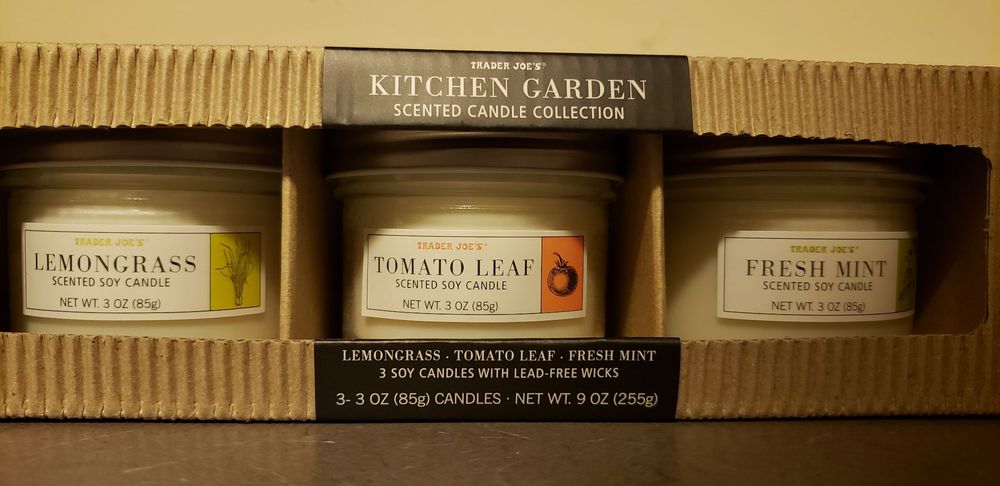 TRADER JOE'S®
KITCHEN GARDEN
SCENTED CANDLE COLLECTION
TRADER JOE'S®
LEMONGRASS
SCENTED SOY CANDLE
NET WT. 3 OZ (85g)
TRADER JOE'S®
TOMATO LEAF
SCENTED SOY CANDLE
NET WT. 3 OZ (85g)
TRADER JOE'S®
FRESH MINT
SCENTED SOY CANDLE
NET WT. 3 OZ (85g)
LEMONGRASS · TOMATO LEAF · FRESH MINT
3 SOY CANDLES WITH LEAD-FREE WICKS
3- 3 OZ (85g) CANDLES · NET WT. 9 OZ (255g)